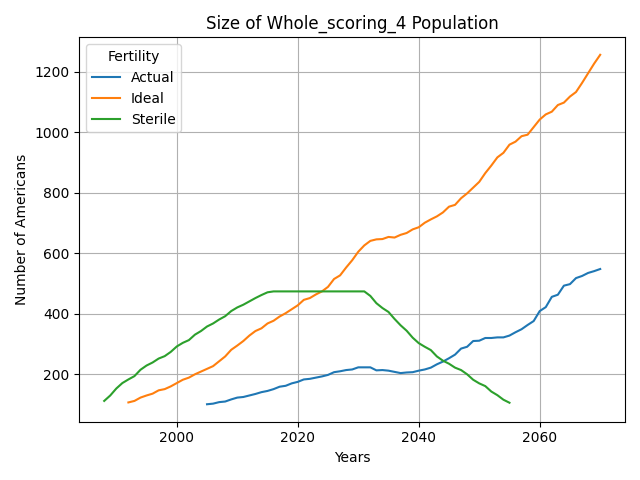 Size of Whole_scoring_4 Population
Fertility
Actual
Ideal
Sterile
Number of Americans
1200
1000
800
600
400
200
2000
2020
2040
2060
Years